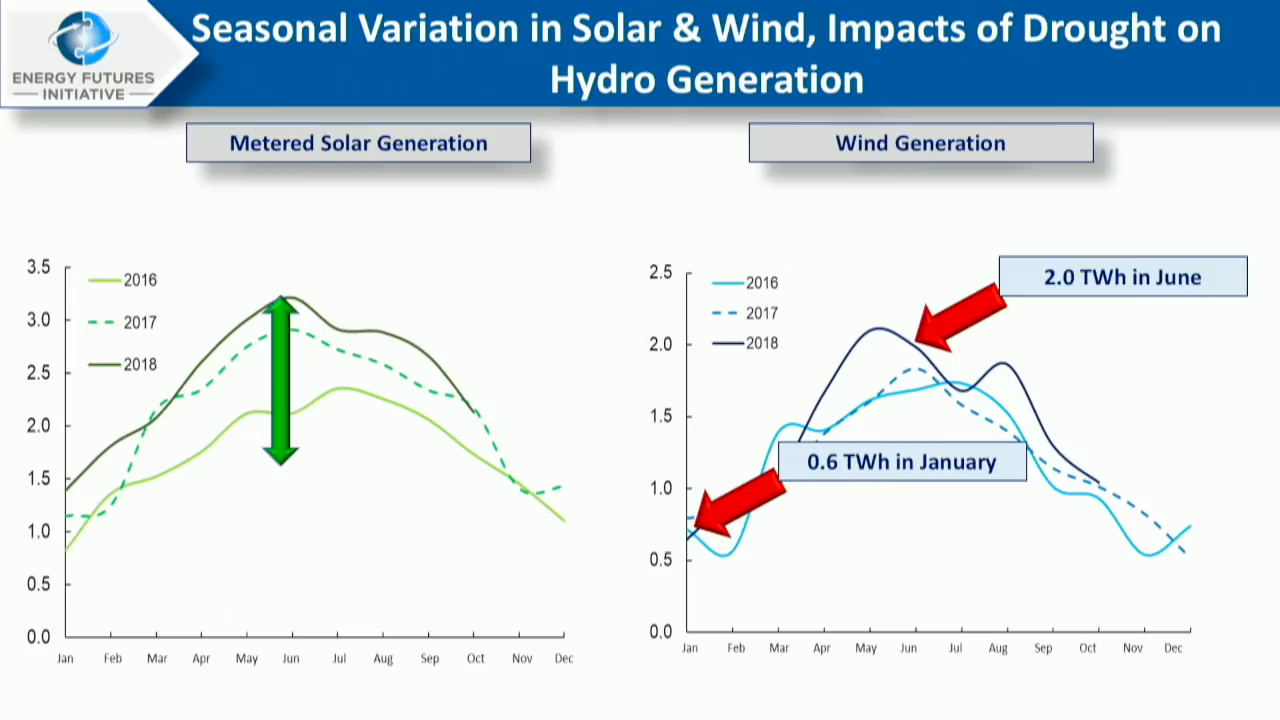 Seasonal Variation in Solar & Wind, Impacts of Drought on
Hydro Generation
ENERGY FUTURES
INITIATIVE
Metered Solar Generation
3.5
3.0
2.5
2.0
1.5
1.0
0.5
0.0
2016
2017
2018
Jan Feb Mar Apr May Jun Jul Aug Sep Oct Nov Dec
Wind Generation
2.5
2.0
1.5
1.0
0.5
0.0
2016
2017
2018
2.0 TWh in June
0.6 TWh in January
Jan Feb Mar Apr May Jun Jul Aug Sep Oct Nov Dec